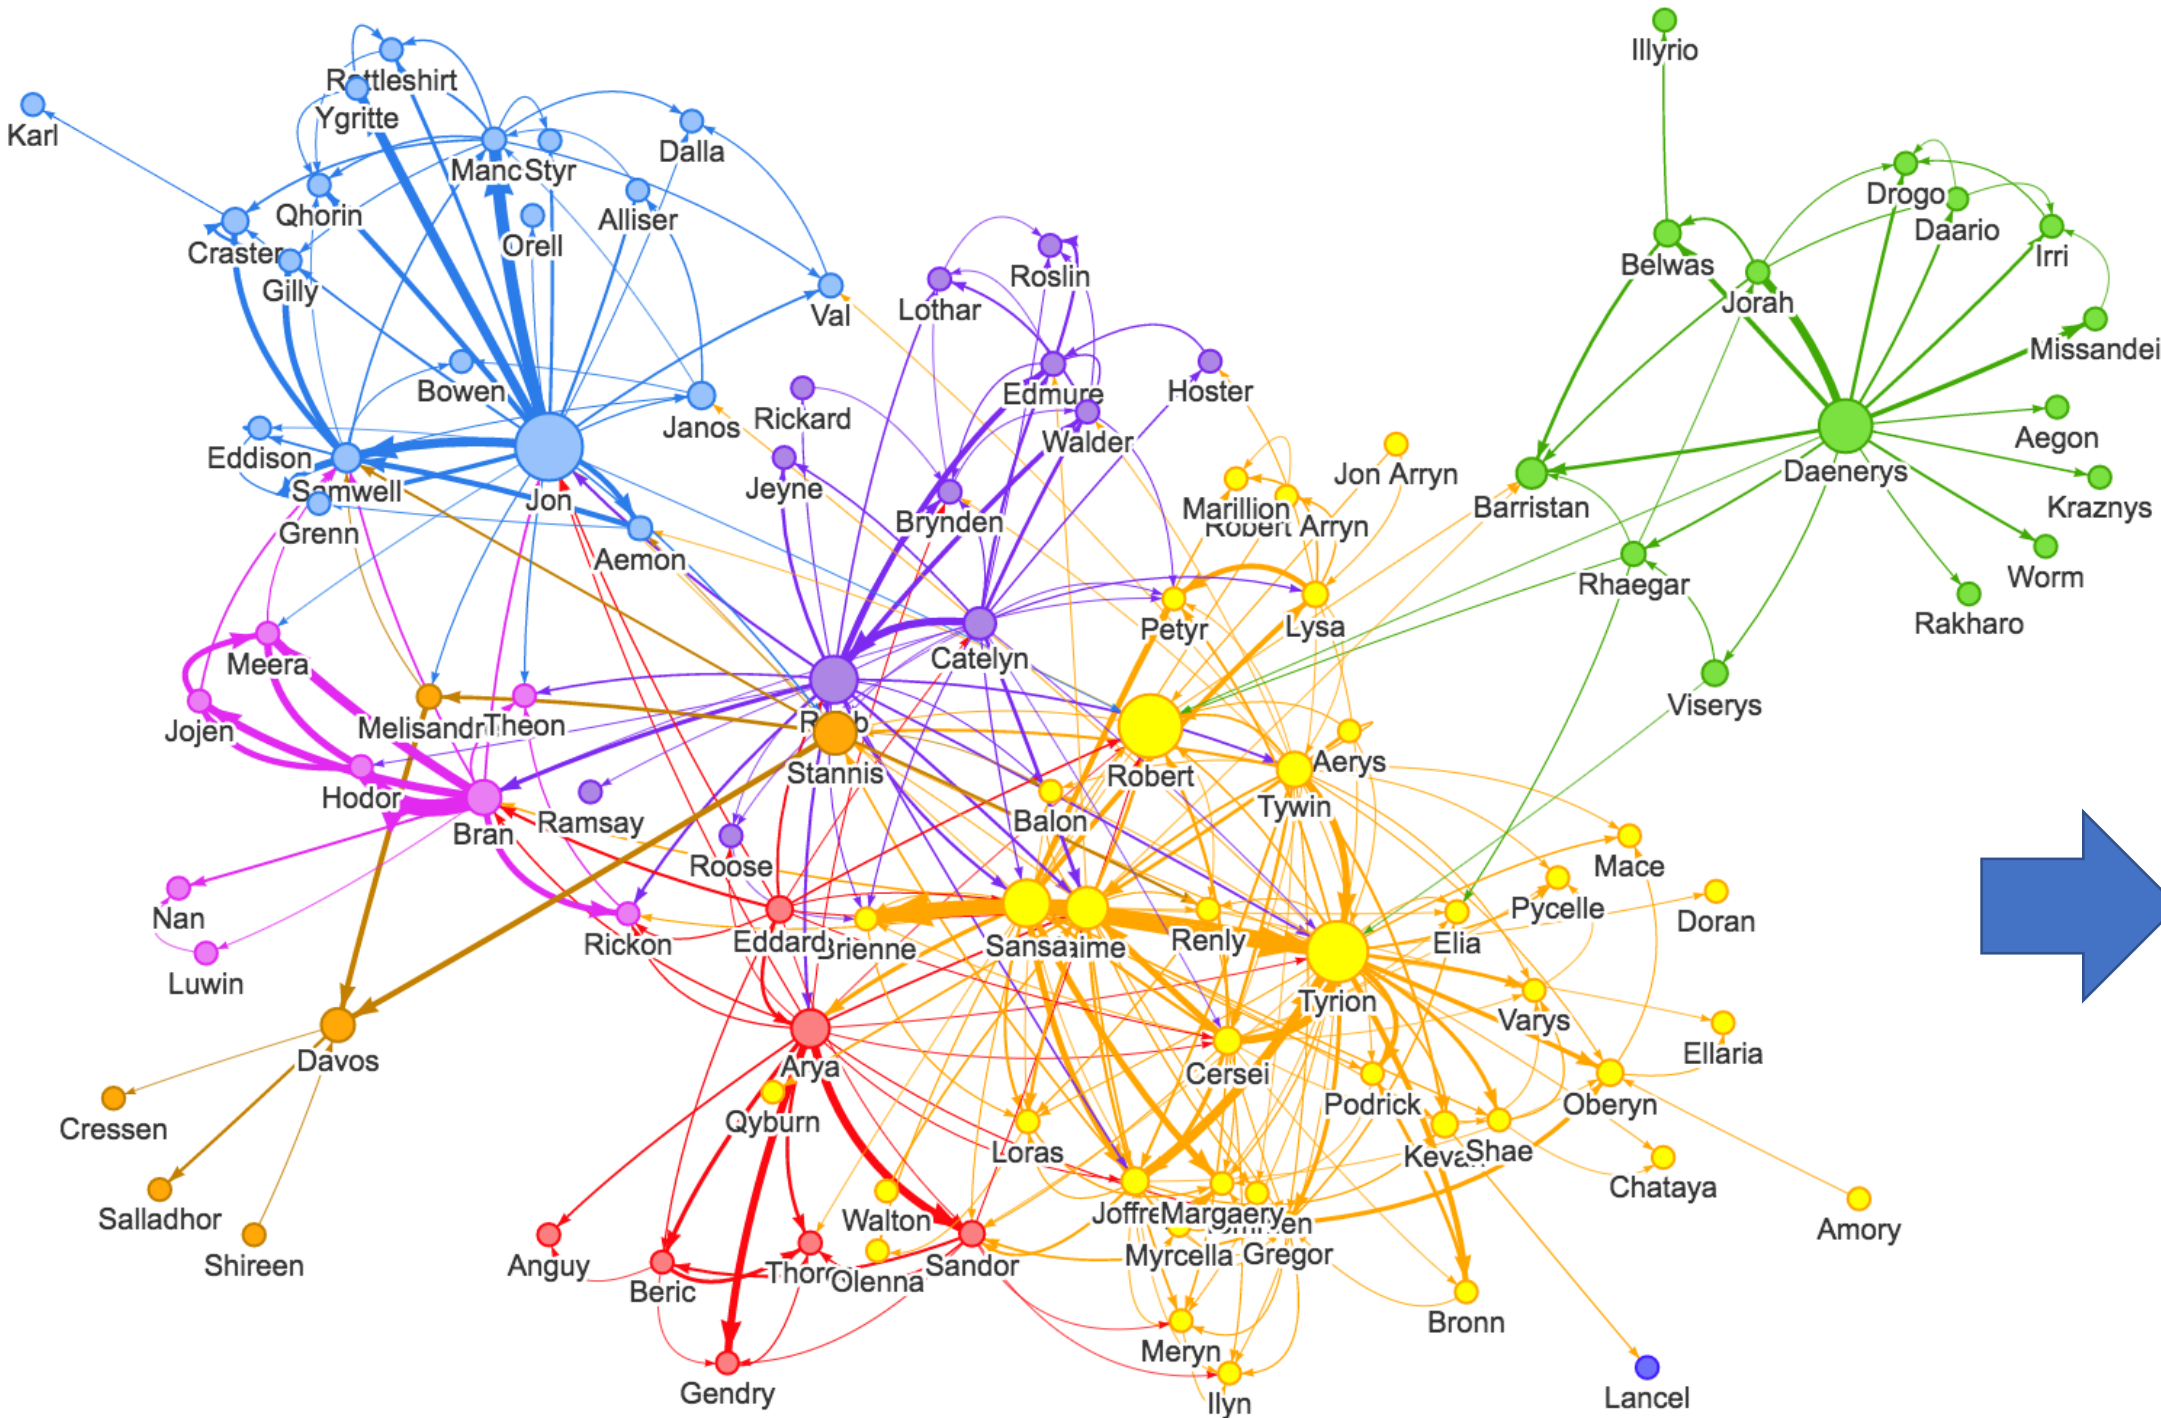 Illyrio
Rattleshirt
Ygritte
Karl
Dalla
Styr
Drogo
Qhorin
Alliser
Daario
Orell
Craster
Irri
Belwas
Roslin
Gilly
Jorah
Lothar
Val
Missandei
Bowen
Edmure
Hoster
Rickard
Janos
Aegon
Walder
Eddison
Daenerys
Jon Arryn
Jeyne
Samwell
Jon
Kraznys
Barristan
Marillion
Brynden
Robert Arryn
Grenn
Aemon
Worm
Rhaegar
Rakharo
Petyr
Lysa
Catelyn
Meera
Viserys
Theon
Jojen
Aerys
Stannis
Robert
Hodor
Tywin
Balon
Ramsay
Bran
Roose
Mace
Pycelle
Nan
Doran
Rickon
Eddard
Brienne
Sansa
Renly
Elia
Luwin
Tyrion
Varys
Davos
Ellaria
Arya
Cersei
Podrick
Oberyn
Qyburn
Cressen
Loras
Shae
Chataya
Salladhor
Walton
Margaery
Amory
Myrcella
Gregor
Shireen
Anguy
Sandor
Olenna
Beric
Bronn
Meryn
Gendry
Lancel
Ilyn